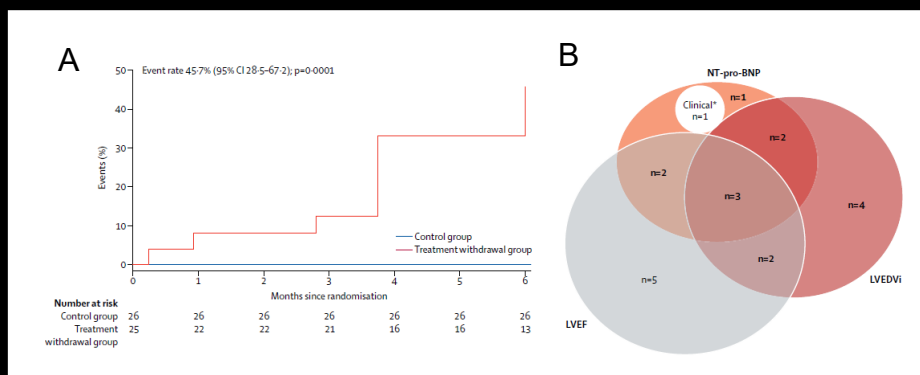 A
Event rate 45·7% (95% CI 28·5–67·2); p=0·0001
50
40
30
20
10
0
Events (%)
Control group
Treatment withdrawal group
0 1 2 3 4 5 6
Months since randomisation
Number at risk
Control group 26 26 26 26 26 26 26
Treatment 25 22 22 21 16 16 13
withdrawal group
B
NT-pro-BNP
n=1
Clinical*
n=1
n=2
n=2
n=3
n=4
n=2
n=5
LVEDVi
LVEF